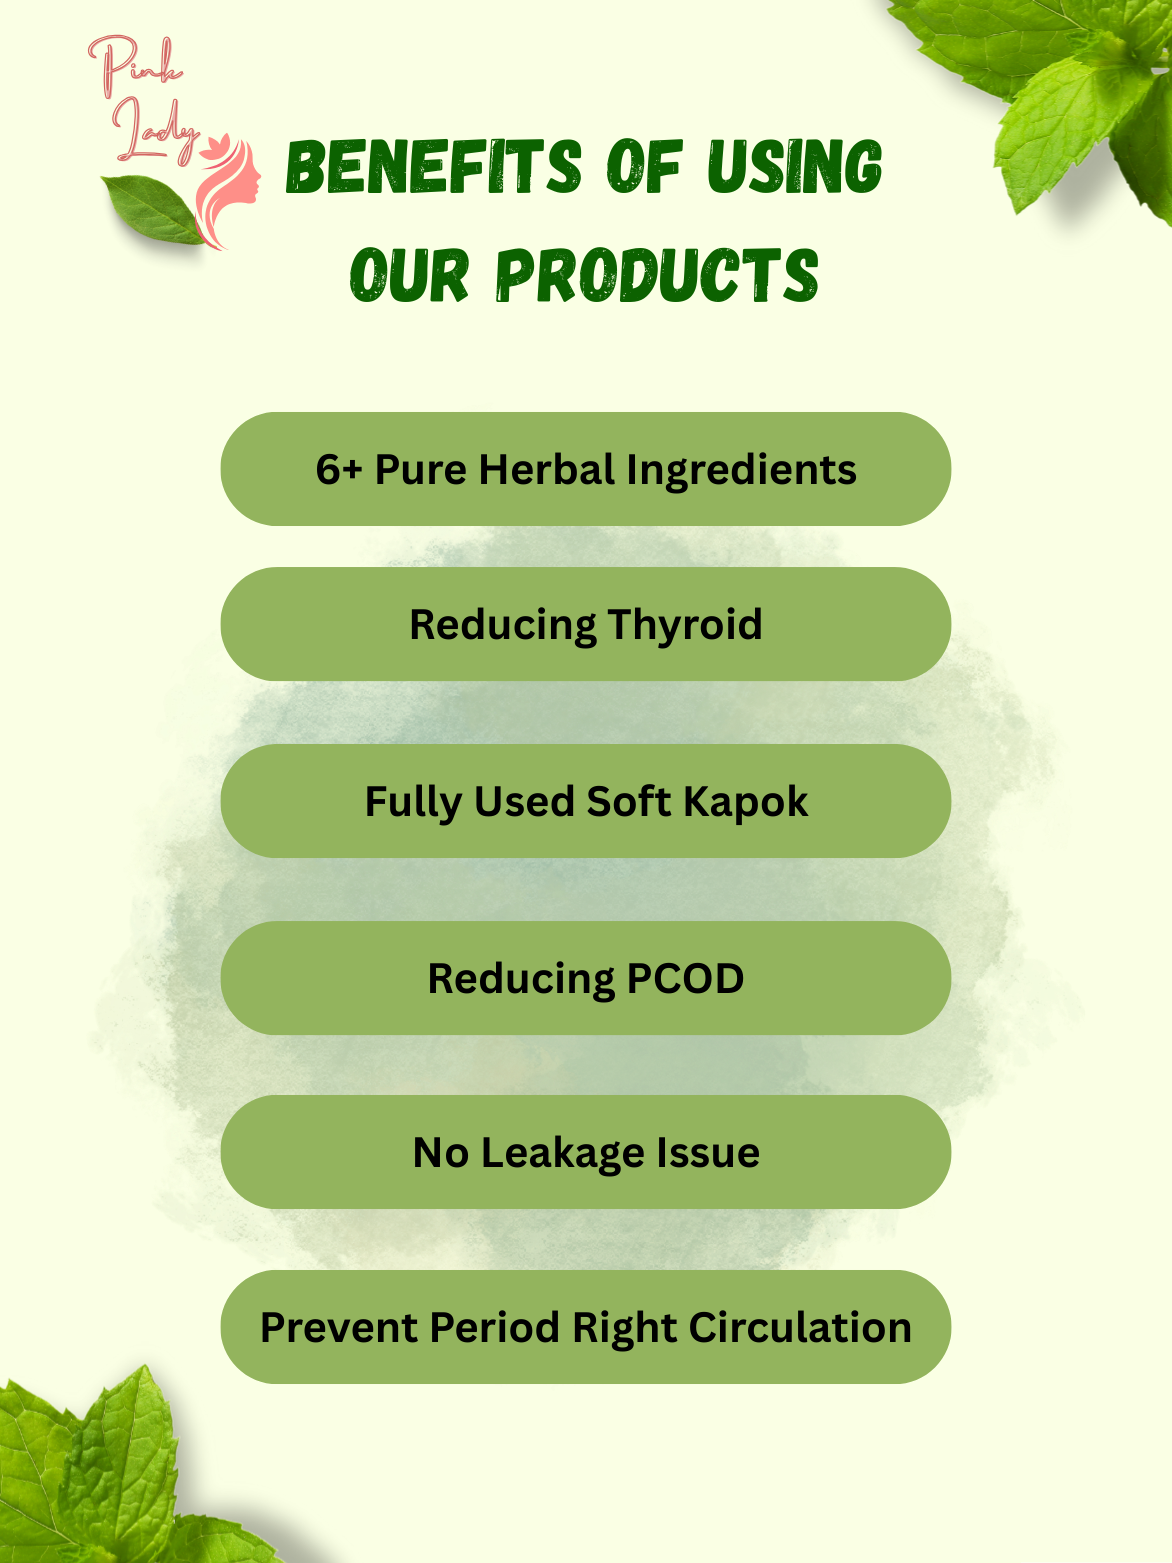 Pink
Lady
BENEFITS OF USING
OUR PRODUCTS
6+ Pure Herbal Ingredients
Reducing Thyroid
Fully Used Soft Kapok
Reducing PCOD
No Leakage Issue
Prevent Period Right Circulation